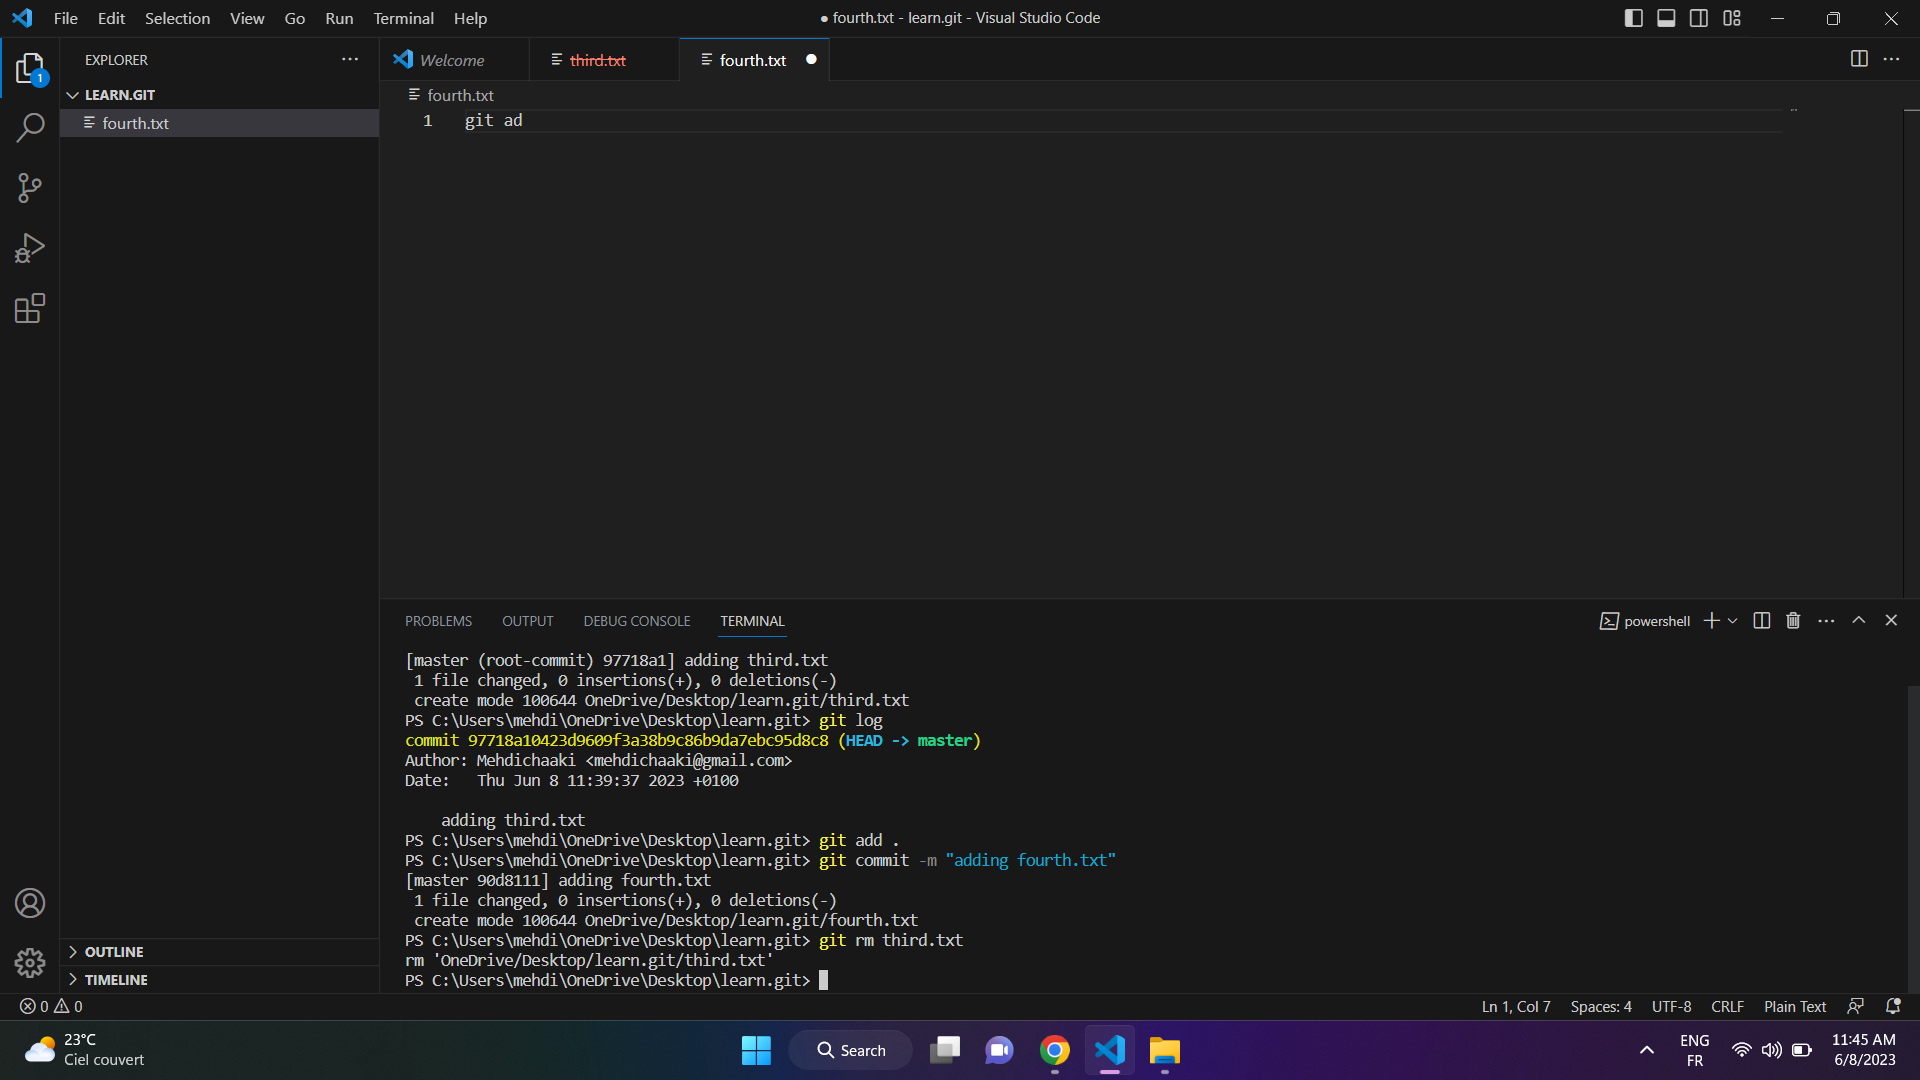 File Edit Selection View Go Run Terminal Help
● fourth.txt - learn.git - Visual Studio Code
EXPLORER
Welcome
third.txt
fourth.txt
1
LEARN.GIT
fourth.txt
fourth.txt
1 git ad
PROBLEMS OUTPUT DEBUG CONSOLE TERMINAL
powershell
[master (root-commit) 97718a1] adding third.txt
1 file changed, 0 insertions(+), 0 deletions(-)
create mode 100644 OneDrive/Desktop/learn.git/third.txt
PS C:\Users\mehdi\OneDrive\Desktop\learn.git> git log
commit 97718a10423d9609f3a38b9c86b9da7ebc95d8c8 (HEAD -> master)
Author: Mehdichaaki <mehdichaaki@gmail.com>
Date:   Thu Jun 8 11:39:37 2023 +0100
adding third.txt
PS C:\Users\mehdi\OneDrive\Desktop\learn.git> git add .
PS C:\Users\mehdi\OneDrive\Desktop\learn.git> git commit -m "adding fourth.txt"
[master 90d8111] adding fourth.txt
1 file changed, 0 insertions(+), 0 deletions(-)
create mode 100644 OneDrive/Desktop/learn.git/fourth.txt
PS C:\Users\mehdi\OneDrive\Desktop\learn.git> git rm third.txt
rm 'OneDrive/Desktop/learn.git/third.txt'
PS C:\Users\mehdi\OneDrive\Desktop\learn.git>
OUTLINE
TIMELINE
0 0
Ln 1, Col 7 Spaces: 4 UTF-8 CRLF Plain Text
23°C
Ciel couvert
Search
ENG
FR
11:45 AM
6/8/2023